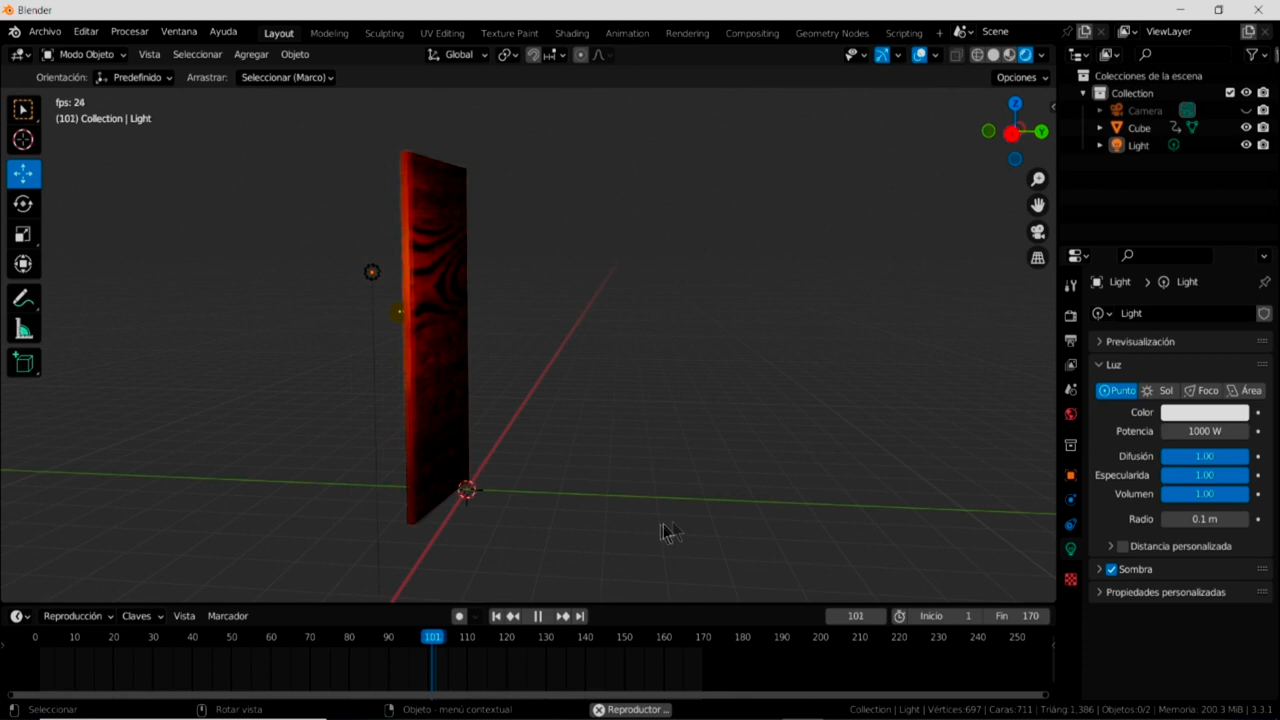 Blender
Archivo Editar Procesar Ventana Ayuda Layout Modeling Sculpting UV Editing Texture Paint Shading Animation Rendering Compositing Geometry Nodes Scripting + Scene ViewLayer
Modo Objeto Vista Seleccionar Agregar Objeto Global
Orientación: Predefinido Arrastrar: Seleccionar (Marco) Opciones
Colecciones de la escena
Collection
Camera
Cube
Light
fps: 24
(101) Collection | Light
Z
Y
Light > Light
Light
Previsualización
Luz
Punto Sol Foco Área
Color
Potencia 1000 W
Difusión 1.00
Especularida 1.00
Volumen 1.00
Radio 0.1 m
Distancia personalizada
Sombra
Propiedades personalizadas
Reproducción Claves Vista Marcador 101 Inicio 1 Fin 170
0 10 20 30 40 50 60 70 80 90 101 110 120 130 140 150 160 170 180 190 200 210 220 230 240 250
Seleccionar Rotar vista Objeto - menú contextual Reproductor ... Collection | Light | Vértices:697 | Caras:711 | Triáng:1,386 | Objetos:0/2 | Memoria: 200.3 MiB | 3.3.1